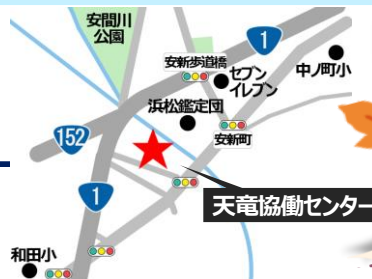 安間川
公園
1
安新歩道橋
セブン
イレブン
中ノ町小
浜松鑑定団
安新町
152
1
天竜協働センター
和田小